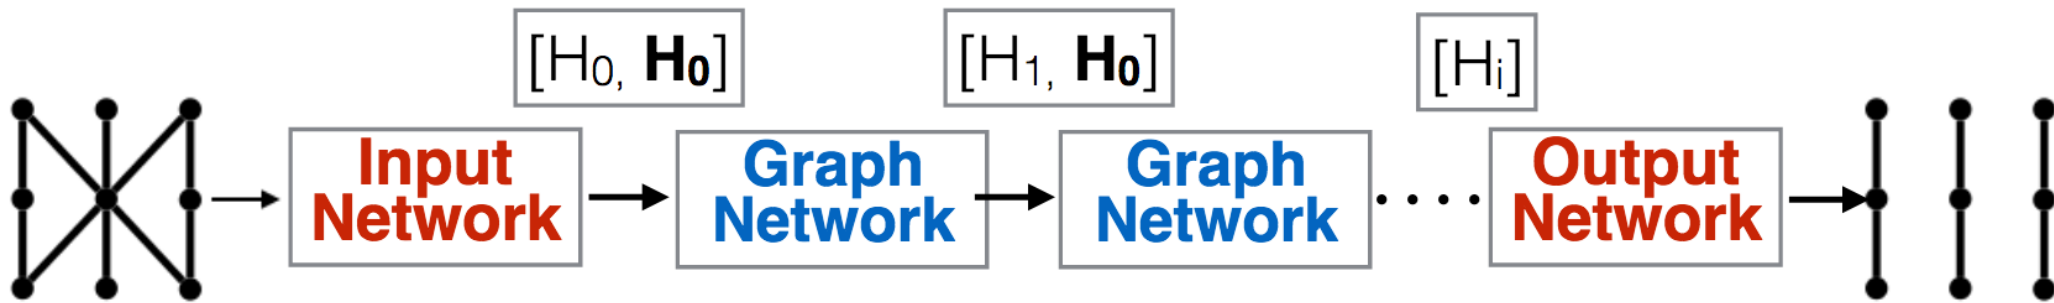 [H₀, H₀]
[H₁, H₀]
[Hᵢ]
Input
Network
Graph
Network
Graph
Network
Output
Network